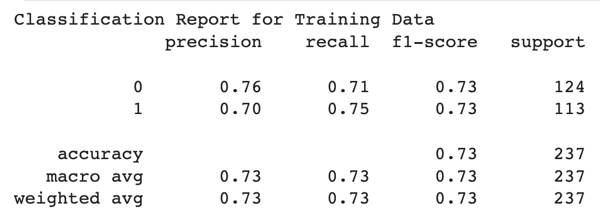 Classification Report for Training Data
precision recall f1-score support
0 0.76 0.71 0.73 124
1 0.70 0.75 0.73 113
accuracy 0.73 237
macro avg 0.73 0.73 0.73 237
weighted avg 0.73 0.73 0.73 237